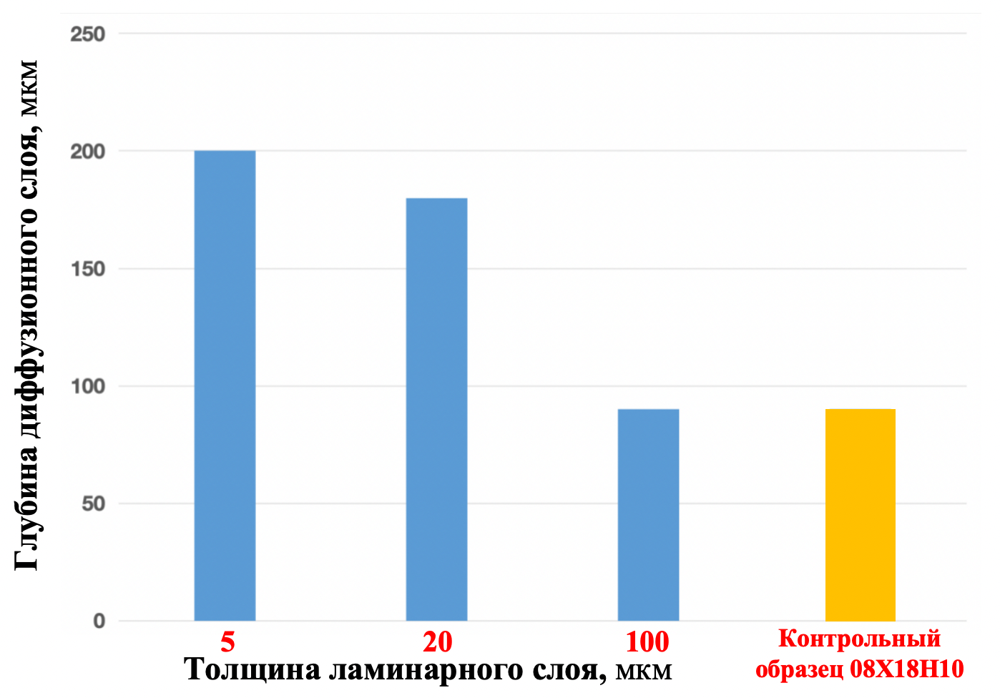 Глубина диффузионного слоя, мкм
250
200
150
100
50
0
5
20
100
Контрольный
образец 08Х18Н10
Толщина ламинарного слоя, мкм